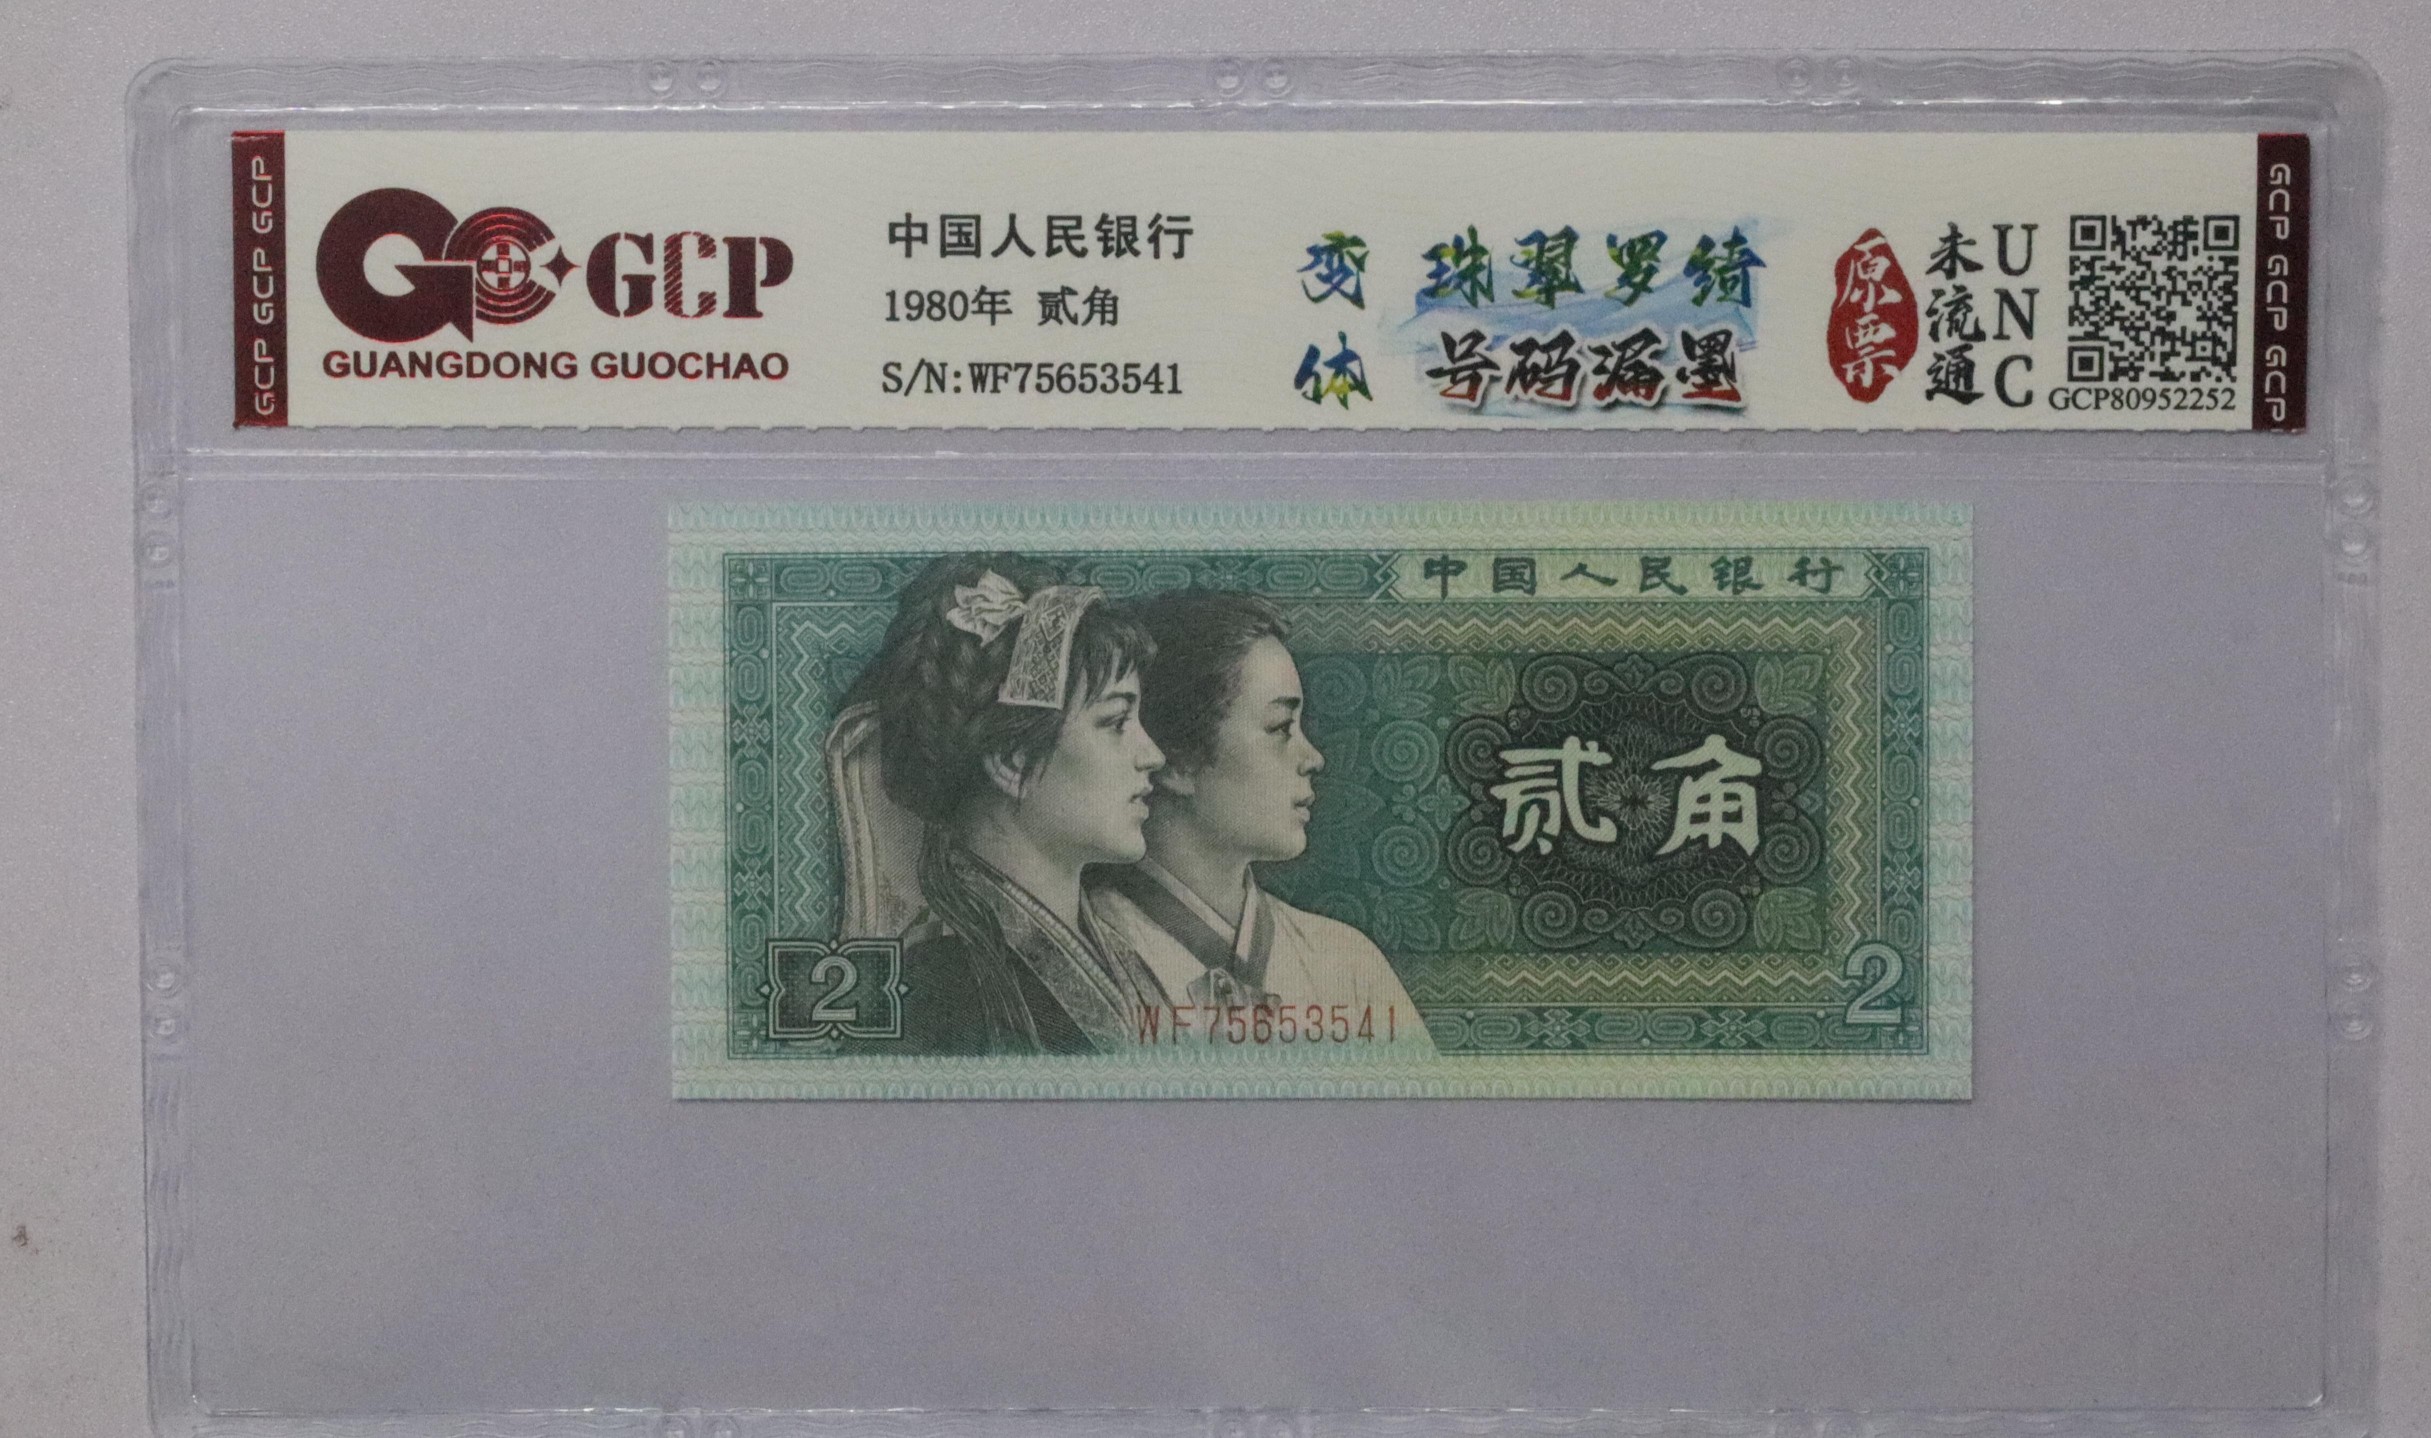 GCP GCP GCP
GCP
GUANGDONG GUOCHAO
中国人民银行
1980年 贰角
S/N:WF75653541
变体
珠翠罗绮
号码漏墨
原票
未流通
UNC
GCP80952252
GCP GCP GCP
中国人民银行
贰角
2
2
WF75653541